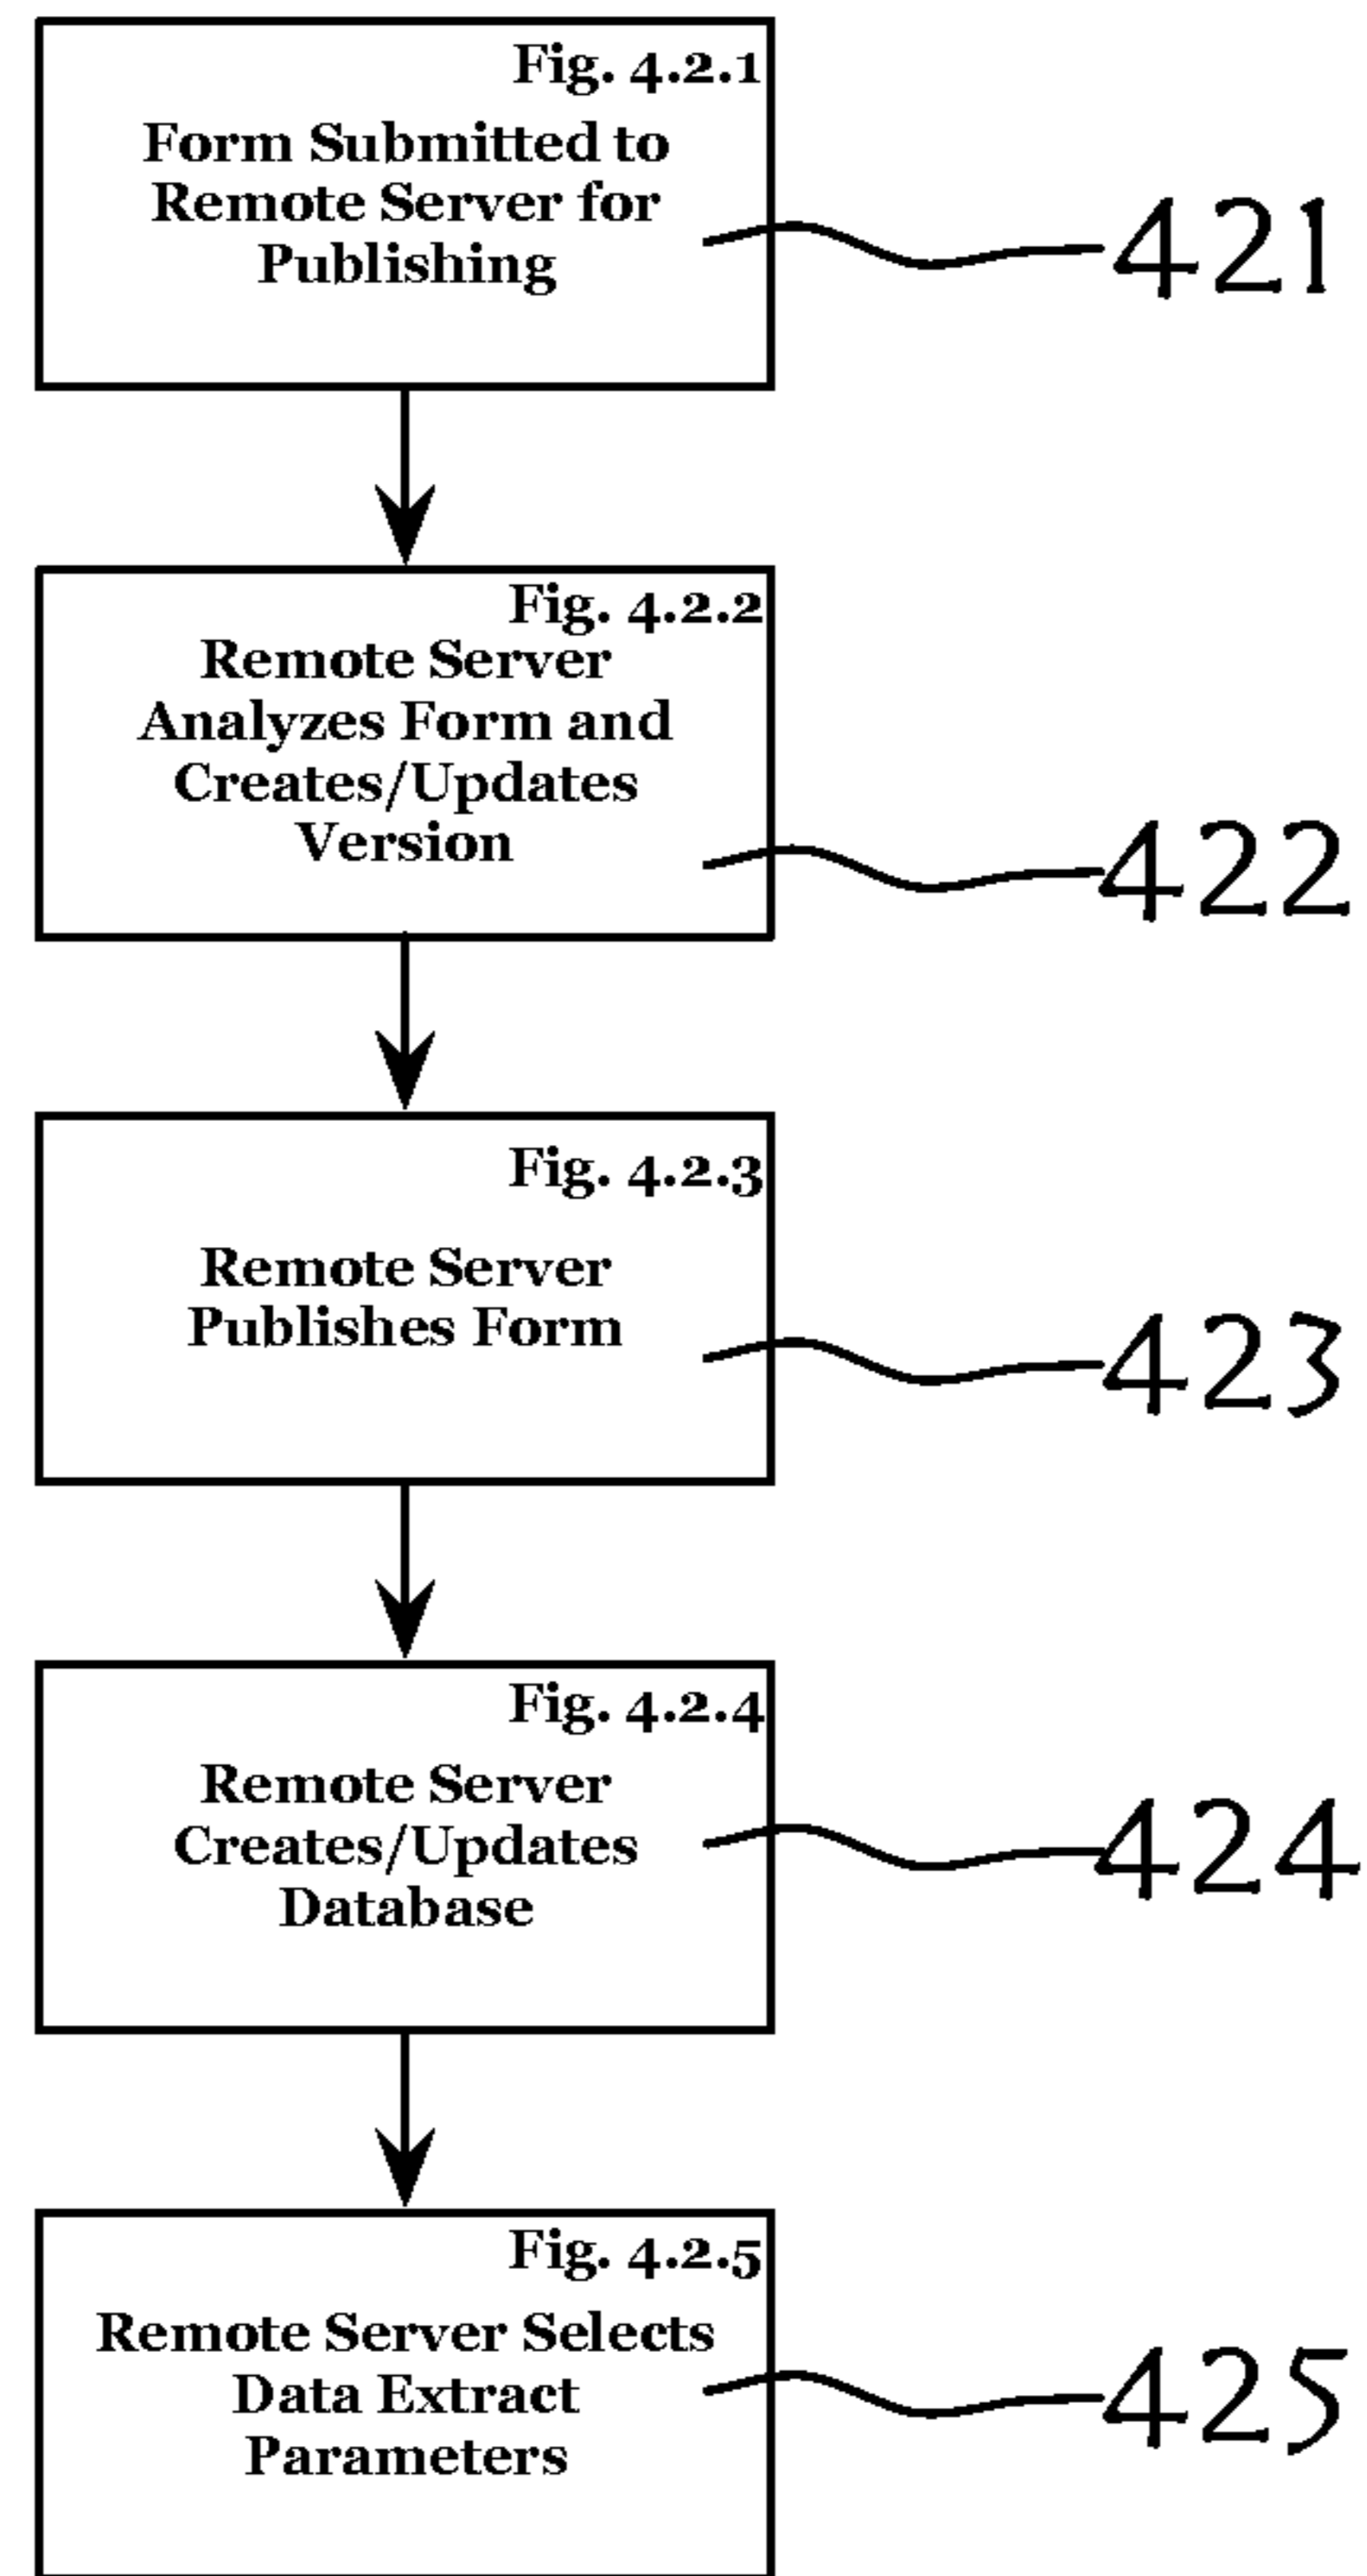 Fig. 4.2.1
Form Submitted to
Remote Server for
Publishing
421
Fig. 4.2.2
Remote Server
Analyzes Form and
Creates/Updates
Version
422
Fig. 4.2.3
Remote Server
Publishes Form
423
Fig. 4.2.4
Remote Server
Creates/Updates
Database
424
Fig. 4.2.5
Remote Server Selects
Data Extract
Parameters
425